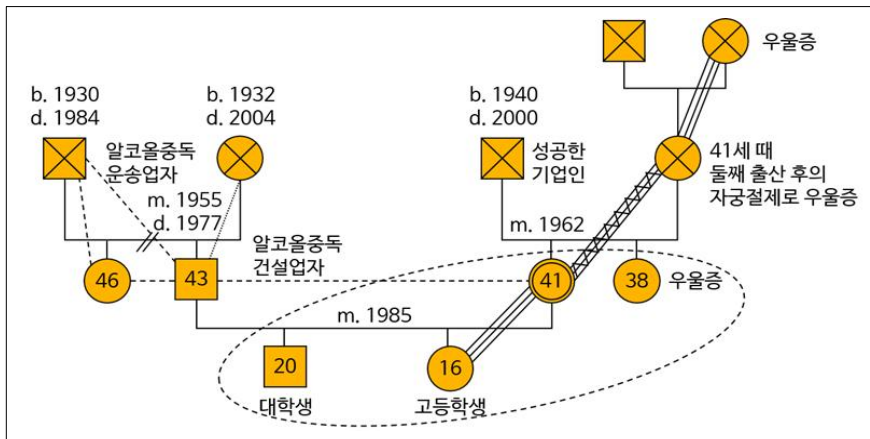 우울증
b. 1930
d. 1984
b. 1932
d. 2004
b. 1940
d. 2000
알코올중독
운송업자
성공한
기업인
41세 때
둘째 출산 후의
자궁절제로 우울증
m. 1955
d. 1977
m. 1962
알코올중독
건설업자
46
43
41
38
우울증
m. 1985
20
16
대학생
고등학생